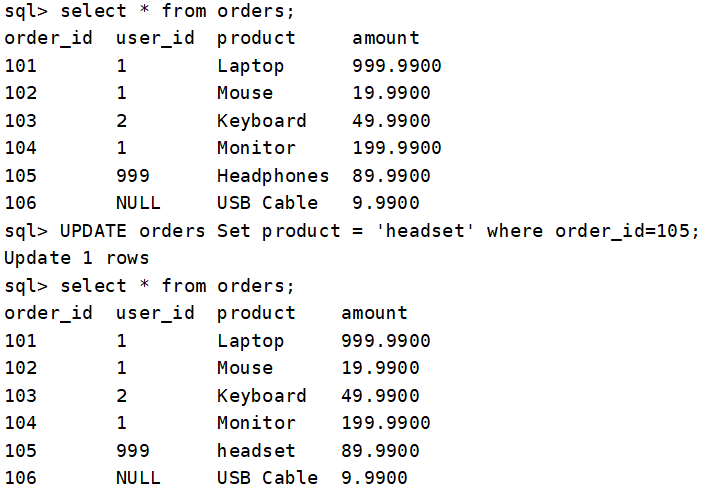 sql> select * from orders;
order_id  user_id  product     amount
101       1        Laptop      999.9900
102       1        Mouse       19.9900
103       2        Keyboard    49.9900
104       1        Monitor     199.9900
105       999      Headphones  89.9900
106       NULL     USB Cable   9.9900
sql> UPDATE orders Set product = 'headset' where order_id=105;
Update 1 rows
sql> select * from orders;
order_id  user_id  product    amount
101       1        Laptop     999.9900
102       1        Mouse      19.9900
103       2        Keyboard   49.9900
104       1        Monitor    199.9900
105       999      headset    89.9900
106       NULL     USB Cable  9.9900